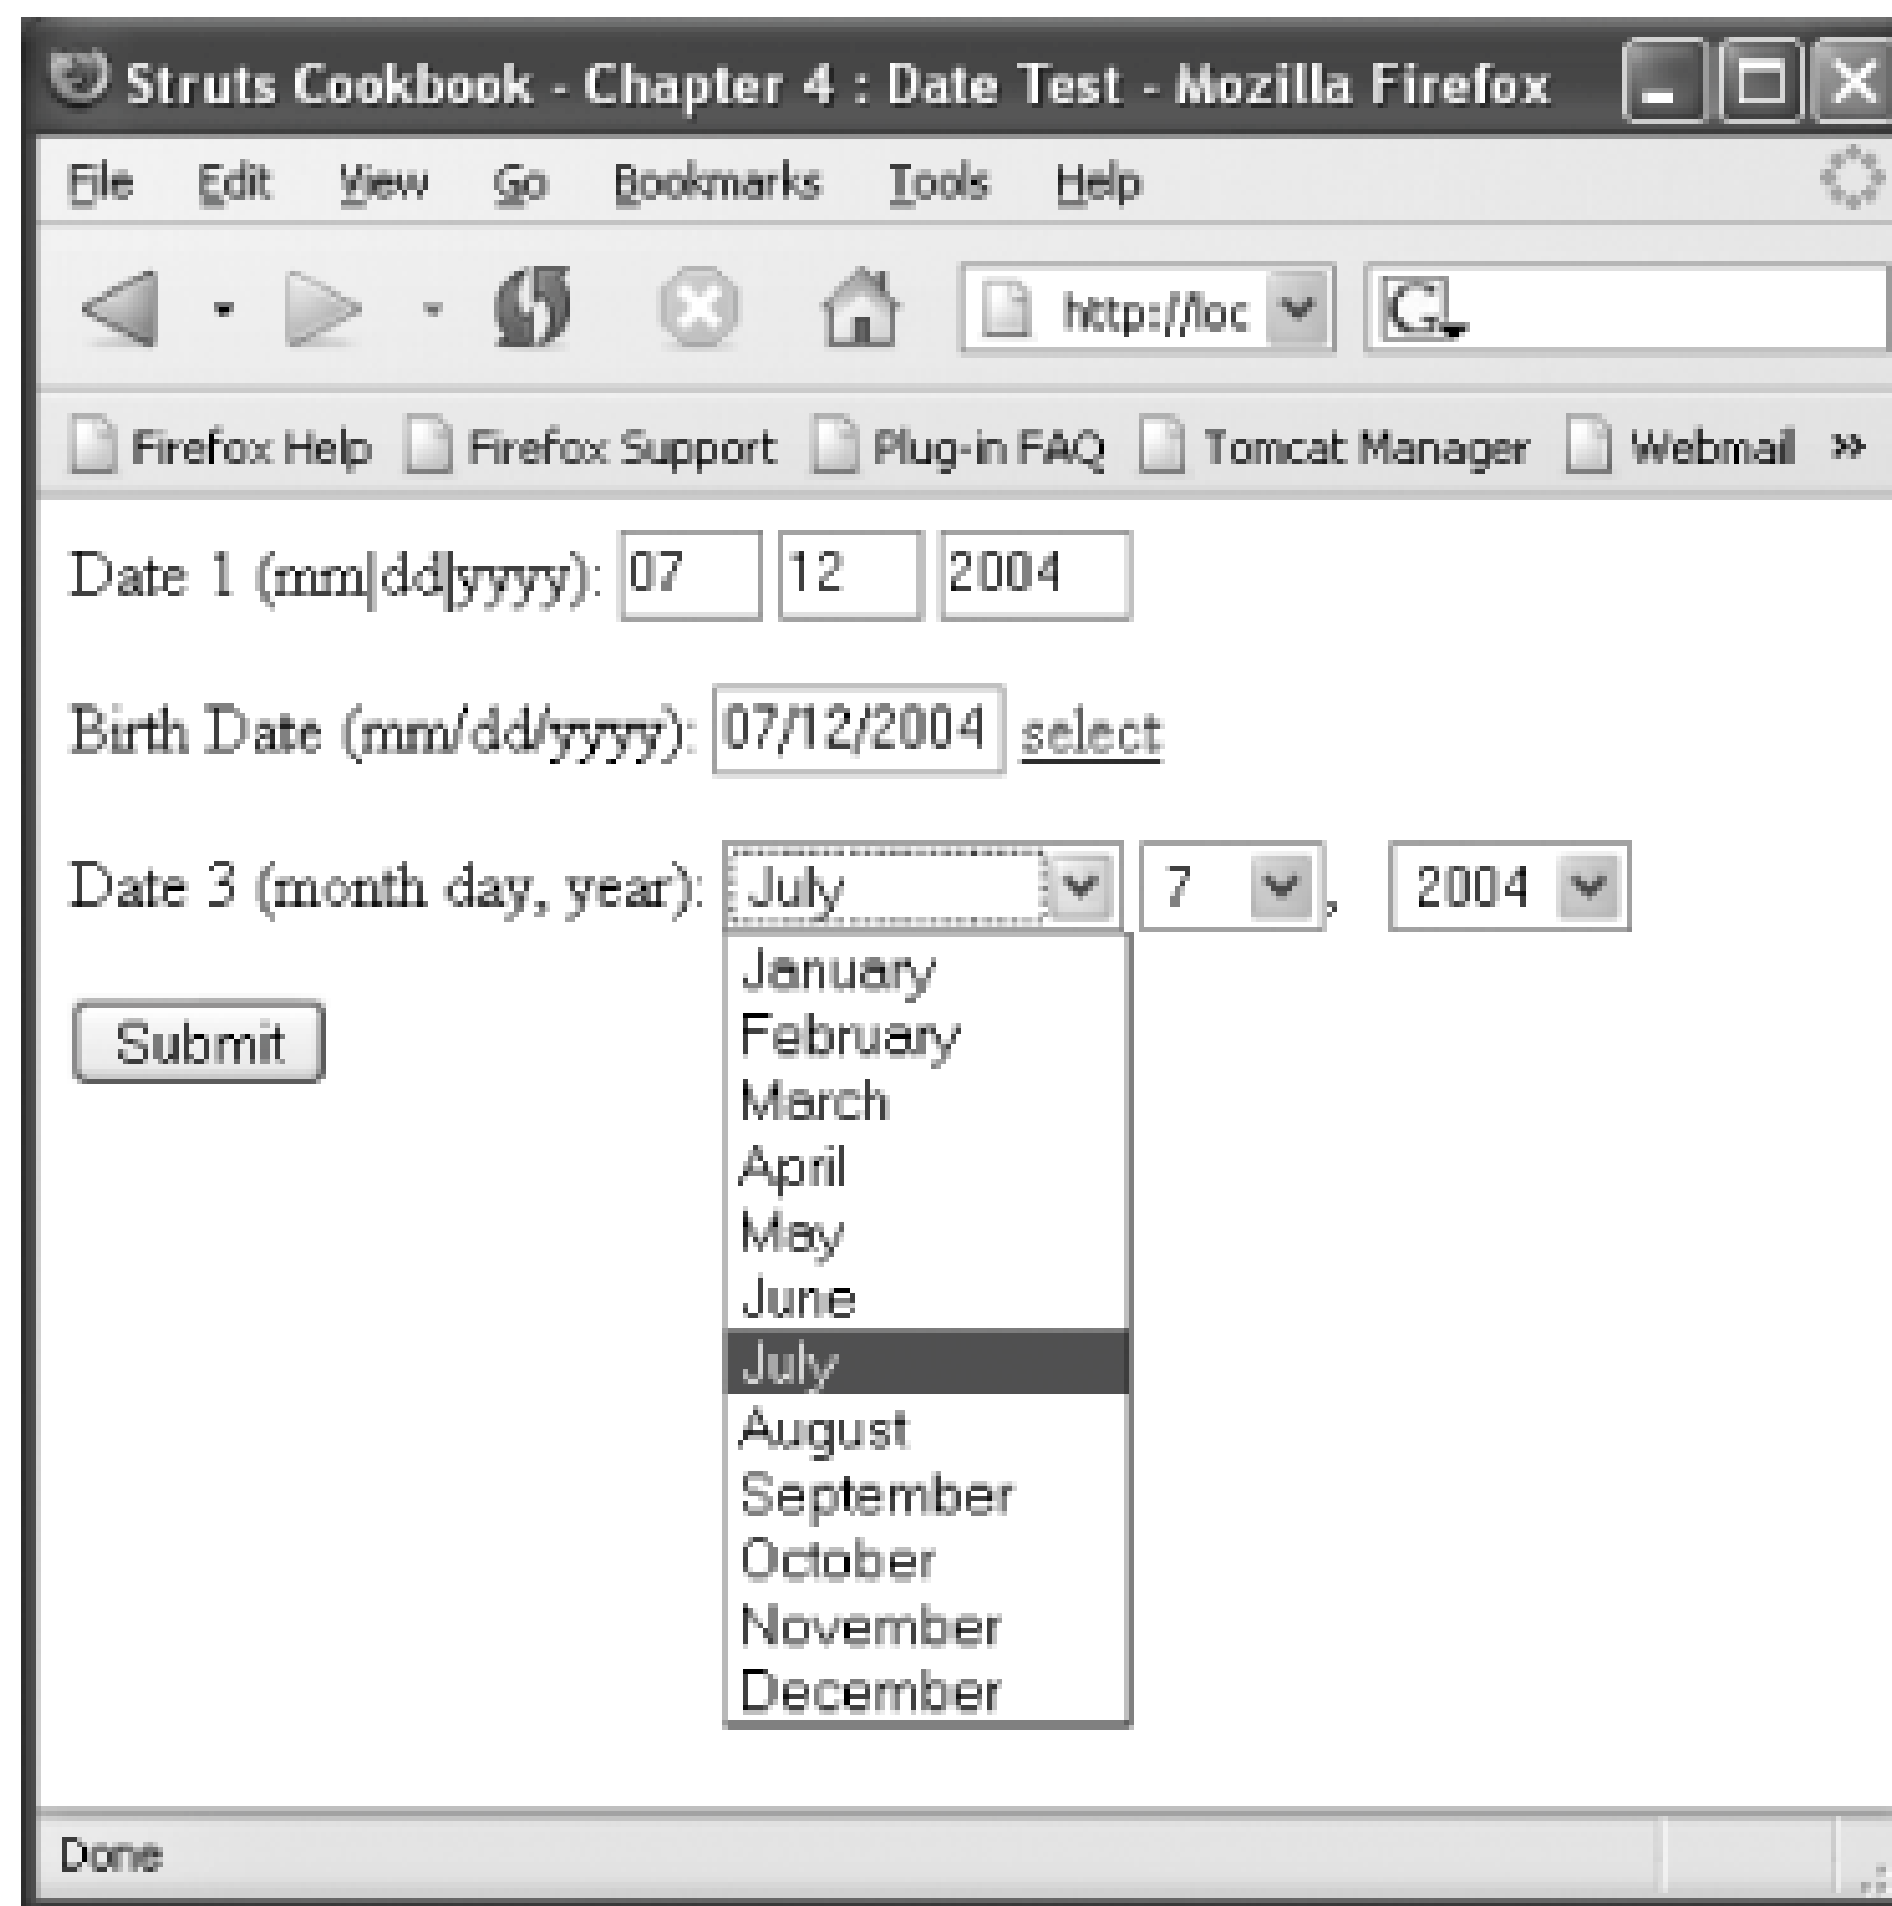 Struts Cookbook - Chapter 4 : Date Test - Mozilla Firefox
File Edit View Go Bookmarks Tools Help
http://loc G
Firefox Help Firefox Support Plug-in FAQ Tomcat Manager Webmail »
Date 1 (mm|dd|yyyy): 07 12 2004
Birth Date (mm/dd/yyyy): 07/12/2004 select
Date 3 (month day, year): July 7 , 2004
January
Submit
February
March
April
May
June
July
August
September
October
November
December
Done